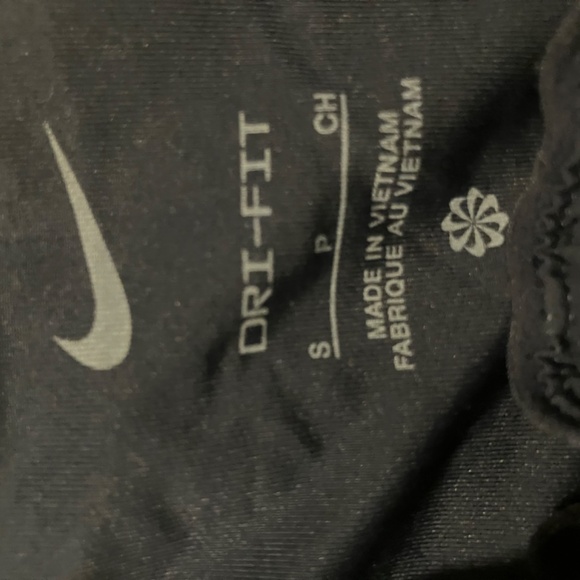 DRI-FIT
S P CH
MADE IN VIETNAM
FABRIQUE AU VIETNAM